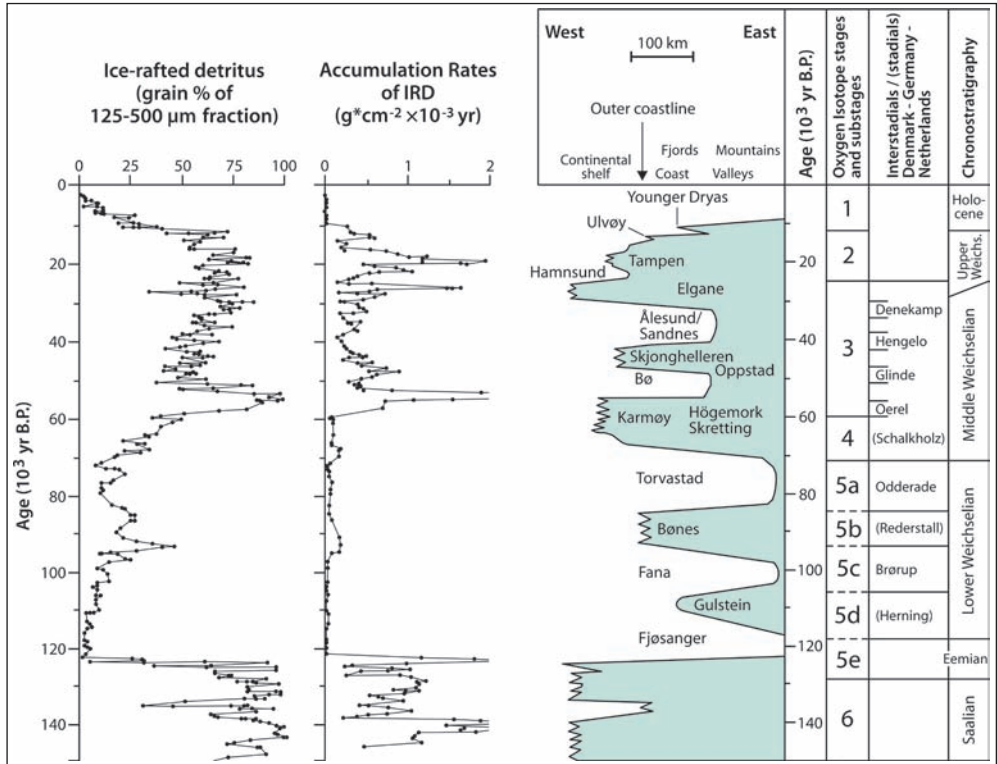 Ice-rafted detritus
(grain % of
125-500 µm fraction)
0 25 50 75 100
Accumulation Rates
of IRD
(g*cm-2 ×10-3 yr)
0 1 2
West East
100 km
Outer coastline
Fjords Mountains
Continental
shelf
Coast Valleys
Age (10³ yr B.P.)
0
20
40
60
80
100
120
140
Younger Dryas
Ulvøy
Tampen
Hamnsund
Elgane
Ålesund/
Sandnes
Skjonghelleren
Oppstad
Bø
Karmøy
Högemork
Skretting
Torvastad
Bønes
Fana
Gulstein
Fjøsanger
Age (10³ yr B.P.)
20
40
60
80
100
120
140
Oxygen Isotope stages
and substages
1
2
3
4
5a
5b
5c
5d
5e
6
Interstadials / (stadials)
Denmark - Germany -
Netherlands
Denekamp
Hengelo
Glinde
Oerel
(Schalkholz)
Odderade
(Rederstall)
Brørup
(Herning)
Chronostratigraphy
Holo-
cene
Upper
Weichs.
Middle Weichselian
Lower Weichselian
Eemian
Saalian